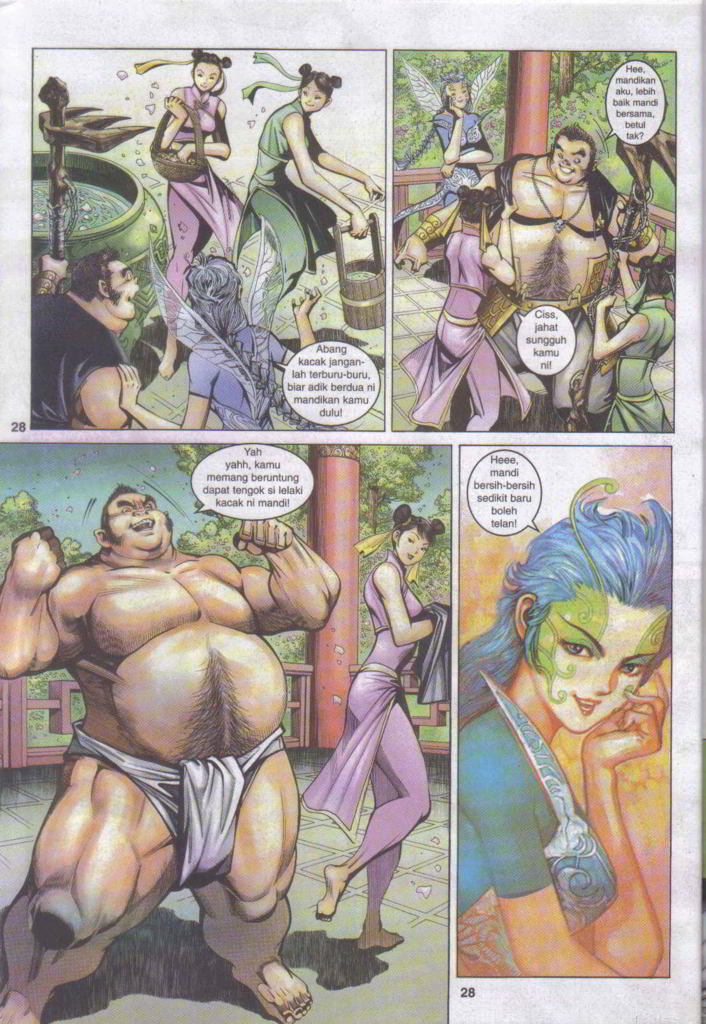 Abang
kacak jangan-
lah terburu-buru,
biar adik berdua ni
mandikan kamu
dulu!
28
Hee,
mandikan
aku, lebih
baik mandi
bersama,
betul
tak?
Ciss,
jahat
sungguh
kamu
ni!
Yah
yahh, kamu
memang beruntung
dapat tengok si lelaki
kacak ni mandi!
Heee,
mandi
bersih-bersih
sedikit baru
boleh
telan!
28